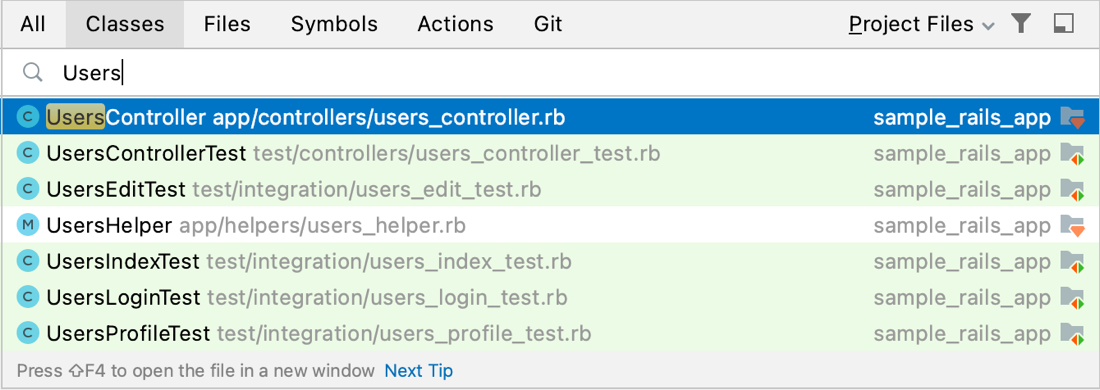 All Classes Files Symbols Actions Git Project Files
Users
C UsersController app/controllers/users_controller.rb sample_rails_app
C UsersControllerTest test/controllers/users_controller_test.rb sample_rails_app
C UsersEditTest test/integration/users_edit_test.rb sample_rails_app
M UsersHelper app/helpers/users_helper.rb sample_rails_app
C UsersIndexTest test/integration/users_index_test.rb sample_rails_app
C UsersLoginTest test/integration/users_login_test.rb sample_rails_app
C UsersProfileTest test/integration/users_profile_test.rb sample_rails_app
Press ⇧F4 to open the file in a new window Next Tip